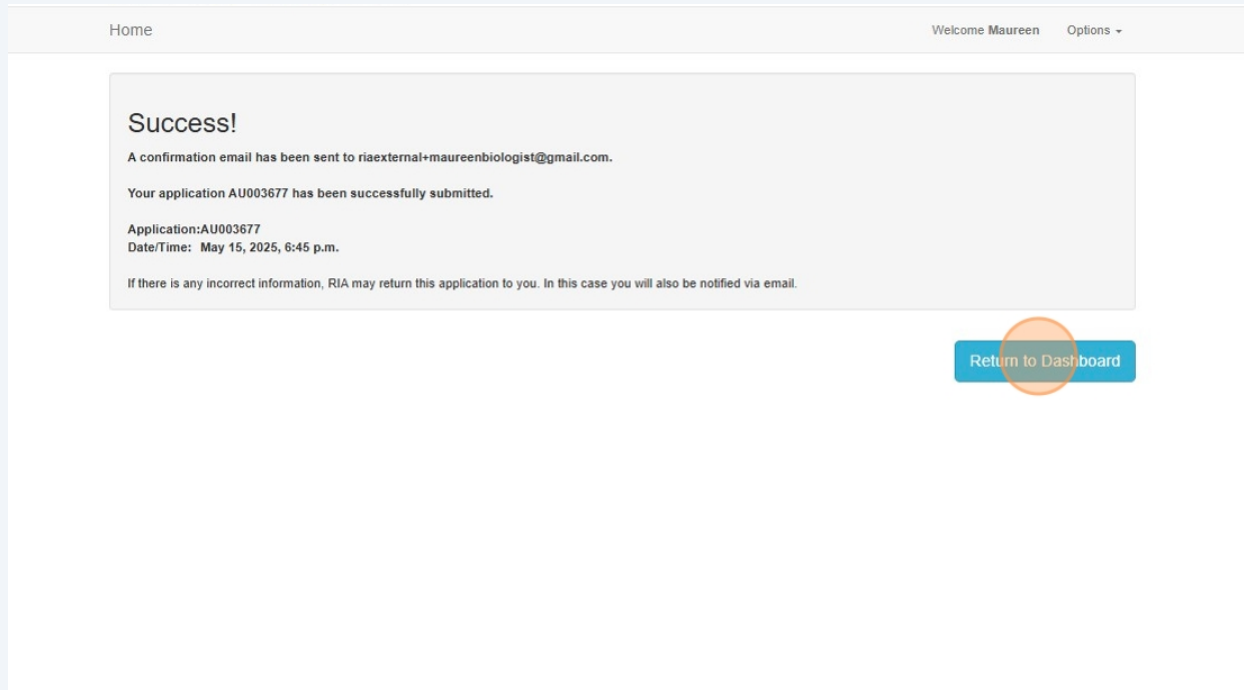 Home Welcome Maureen Options
Success!
A confirmation email has been sent to riaexternal+maureenbiologist@gmail.com.
Your application AU003677 has been successfully submitted.
Application:AU003677
Date/Time: May 15, 2025, 6:45 p.m.
If there is any incorrect information, RIA may return this application to you. In this case you will also be notified via email.
Return to Dashboard